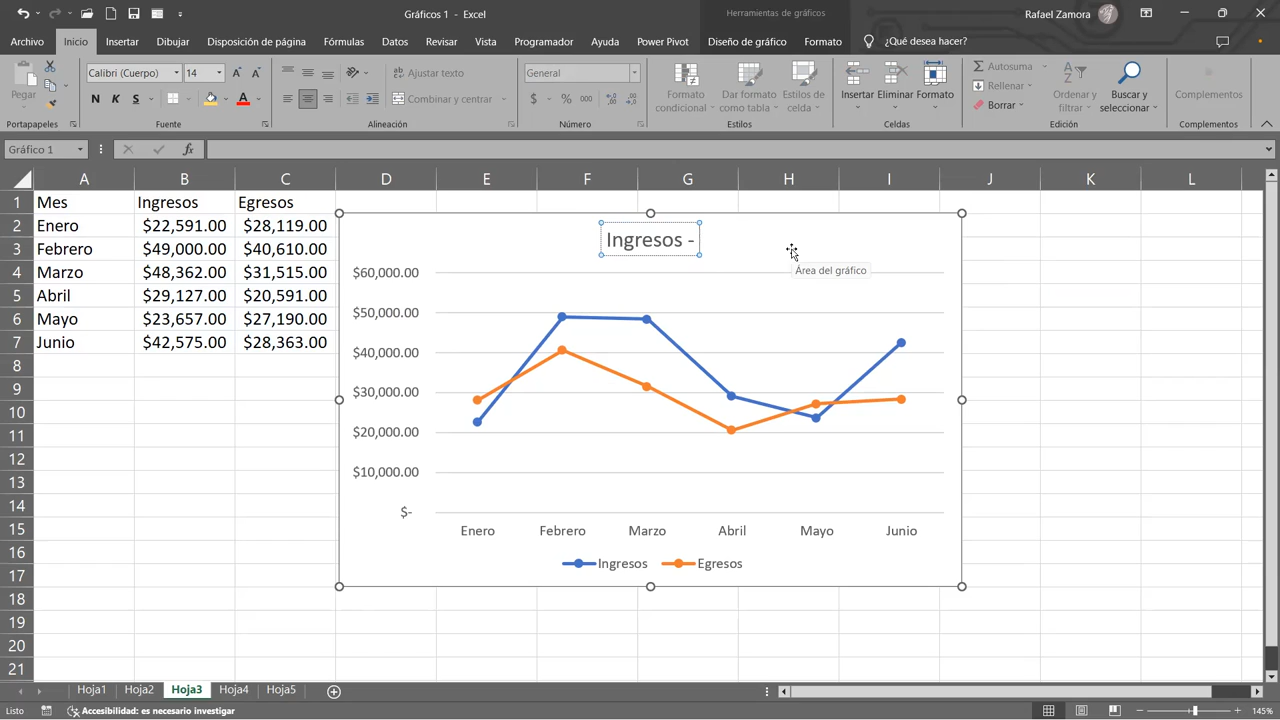 Gráficos 1 - Excel
Herramientas de gráficos
Rafael Zamora
Archivo Inicio Insertar Dibujar Disposición de página Fórmulas Datos Revisar Vista Programador Ayuda Power Pivot Diseño de gráfico Formato ¿Qué desea hacer?
Pegar
Calibri (Cuerpo) 14
N K S
Ajustar texto
Combinar y centrar
General
$ % 000
Formato condicional
Dar formato como tabla
Estilos de celda
Insertar Eliminar Formato
Autosuma
Rellenar
Borrar
Ordenar y filtrar
Buscar y seleccionar
Complementos
Portapapeles Fuente Alineación Número Estilos Celdas Edición Complementos
Gráfico 1
fx
A B C D E F G H I J K L
1 Mes Ingresos Egresos
2 Enero $22,591.00 $28,119.00
3 Febrero $49,000.00 $40,610.00
4 Marzo $48,362.00 $31,515.00
5 Abril $29,127.00 $20,591.00
6 Mayo $23,657.00 $27,190.00
7 Junio $42,575.00 $28,363.00
8
9
10
11
12
13
14
15
16
17
18
19
20
21
Ingresos -
Área del gráfico
$60,000.00
$50,000.00
$40,000.00
$30,000.00
$20,000.00
$10,000.00
$-
Enero Febrero Marzo Abril Mayo Junio
Ingresos Egresos
Hoja1 Hoja2 Hoja3 Hoja4 Hoja5
Listo
Accesibilidad: es necesario investigar
145%